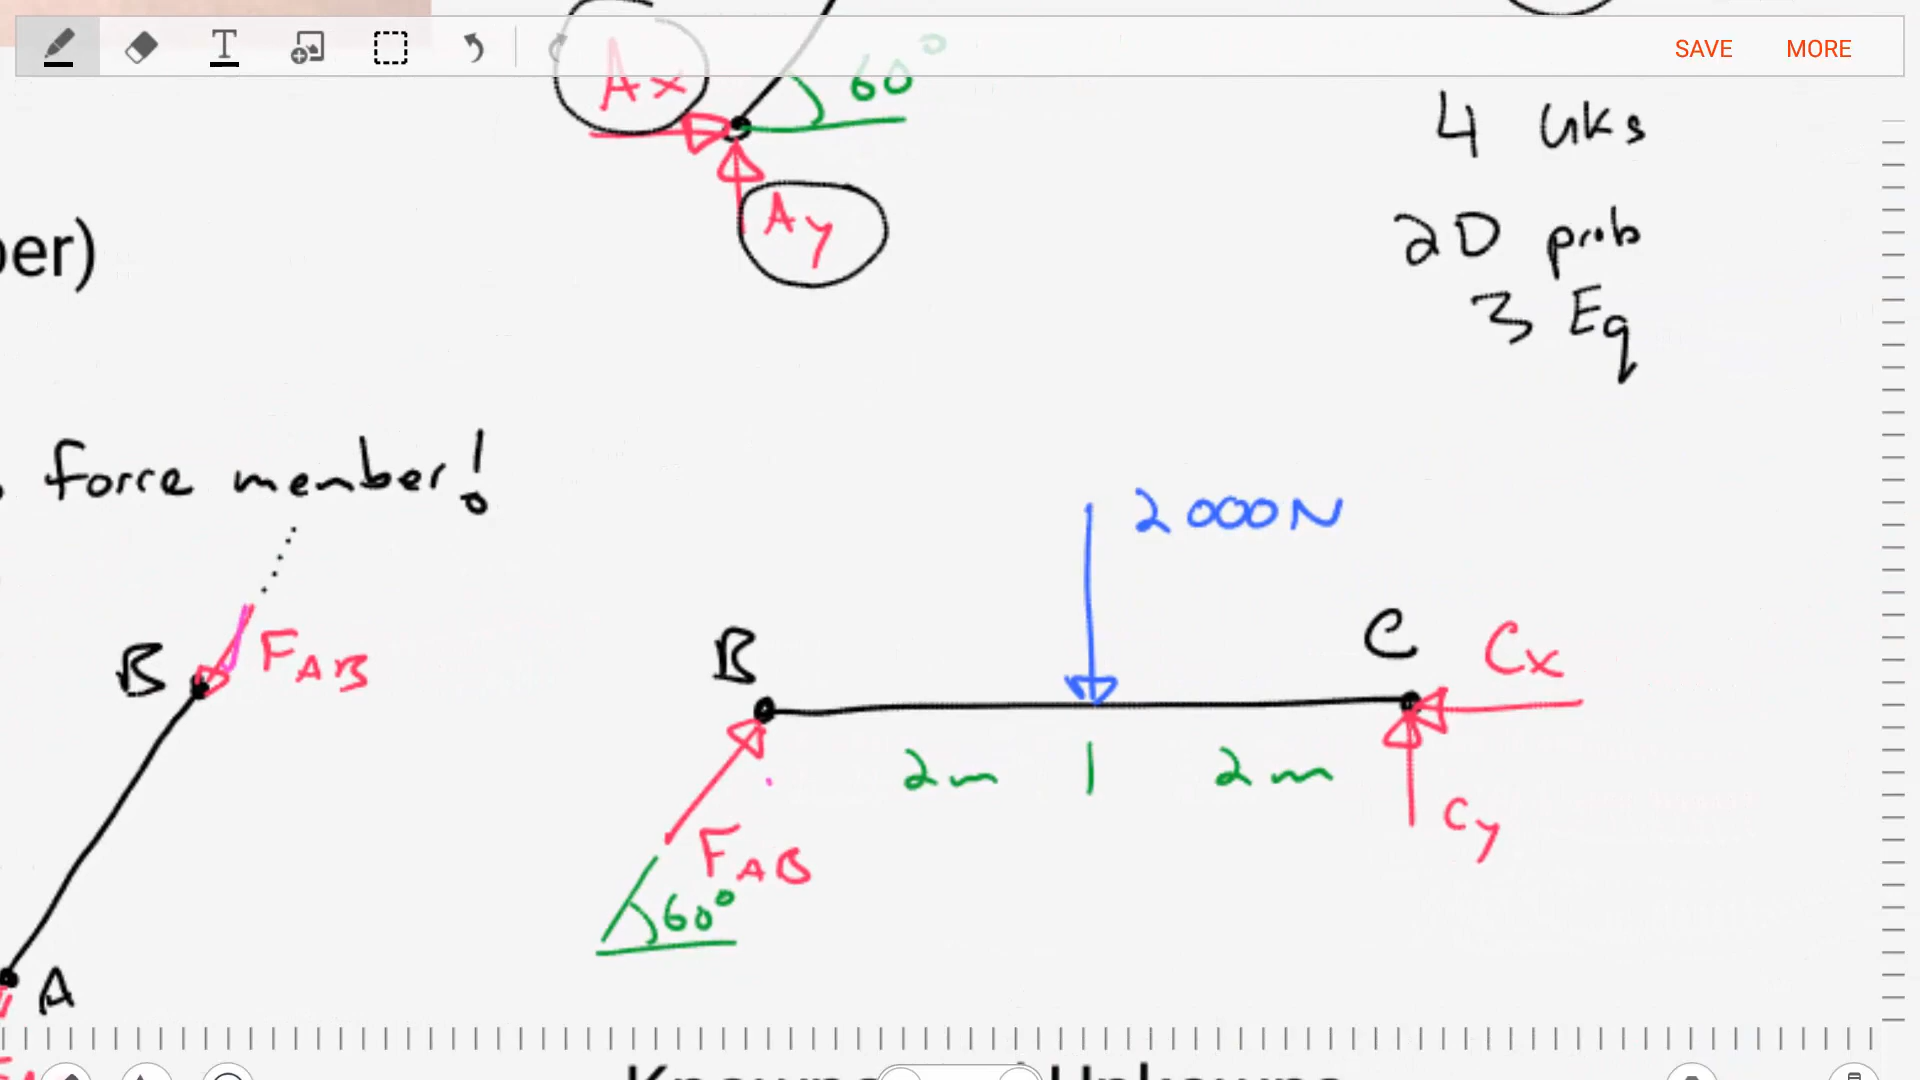 T
SAVE MORE
Ax
60°
4 UKs
Ay
2D prob
3 Eq
ber)
force member!
2000N
B
FAB
B
C
Cx
2m
2m
Cy
FAB
60°
A